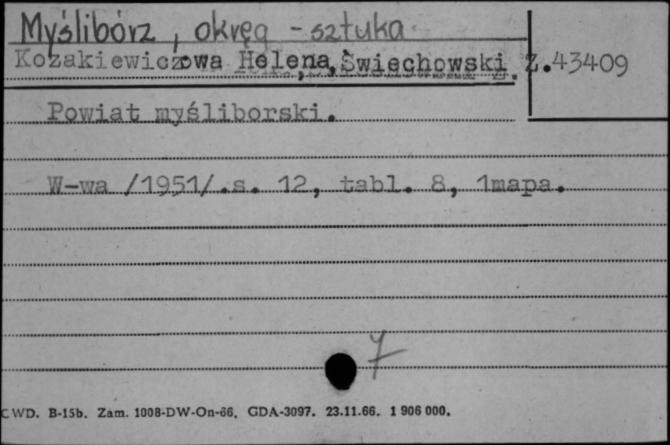 Myślibórz, okręg - sztuka
Kozakiewiczowa Helena, Świechowski Z. 43409
Powiat myśliborski.
W-wa /1951/.s. 12, tabl. 8, 1mapa.
7
CWD. B-15b. Zam. 1008-DW-On-66. GDA-3097. 23.11.66. 1 906 000.